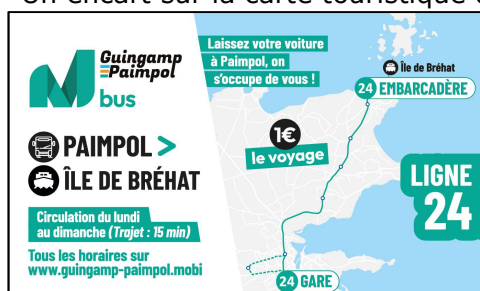 Guingamp
Paimpol
bus
PAIMPOL >
ÎLE DE BRÉHAT
Circulation du lundi
au dimanche (Trajet : 15 min)
Tous les horaires sur
www.guingamp-paimpol.mobi
Laissez votre voiture
à Paimpol, on
s'occupe de vous !
1€
le voyage
Île de Bréhat
24 EMBARCADÈRE
LIGNE
24
24 GARE